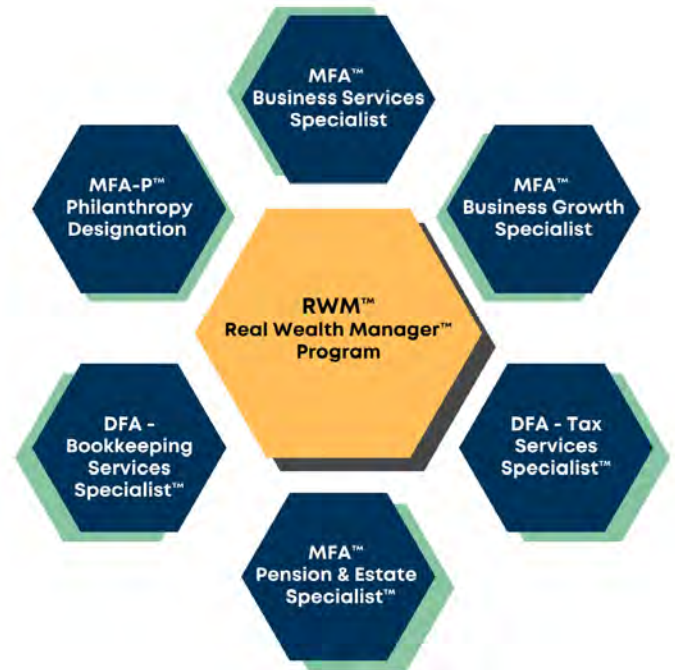 MFA™
Business Services
Specialist
MFA-P™
Philanthropy
Designation
MFA™
Business Growth
Specialist
RWM™
Real Wealth Manager™
Program
DFA -
Bookkeeping
Services
Specialist™
DFA - Tax
Services
Specialist™
MFA™
Pension & Estate
Specialist™